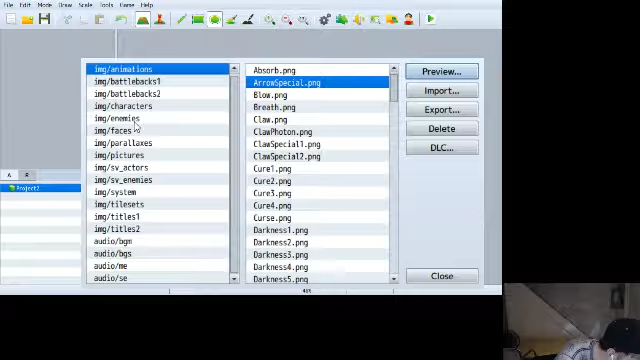 File Edit Mode Draw Scale Tools Game Help
img/animations
img/battlebacks1
img/battlebacks2
img/characters
img/enemies
img/faces
img/parallaxes
img/pictures
img/sv_actors
img/sv_enemies
img/system
img/tilesets
img/titles1
img/titles2
audio/bgm
audio/bgs
audio/me
audio/se
Absorb.png
ArrowSpecial.png
Blow.png
Breath.png
Claw.png
ClawPhoton.png
ClawSpecial1.png
ClawSpecial2.png
Cure1.png
Cure2.png
Cure3.png
Cure4.png
Curse.png
Darkness1.png
Darkness2.png
Darkness3.png
Darkness4.png
Darkness5.png
Preview...
Import...
Export...
Delete
DLC...
Close
A
Project2